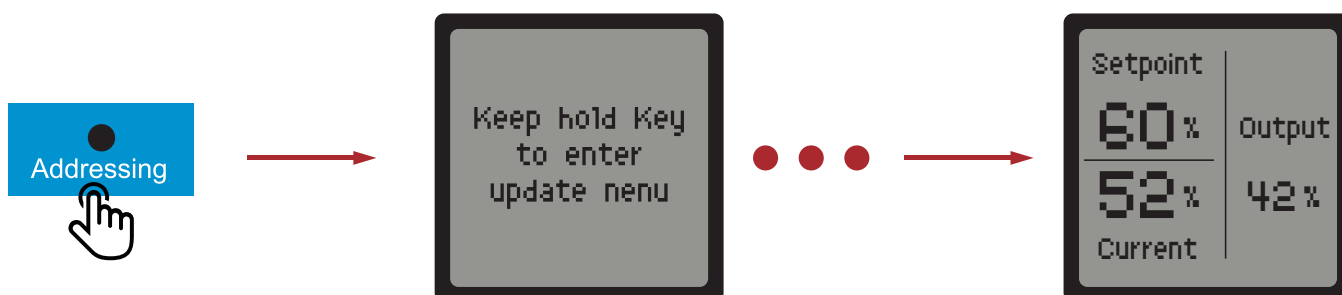 Addressing
Keep hold Key
to enter
update nenu
Setpoint
60%
52%
Current
Output
42%